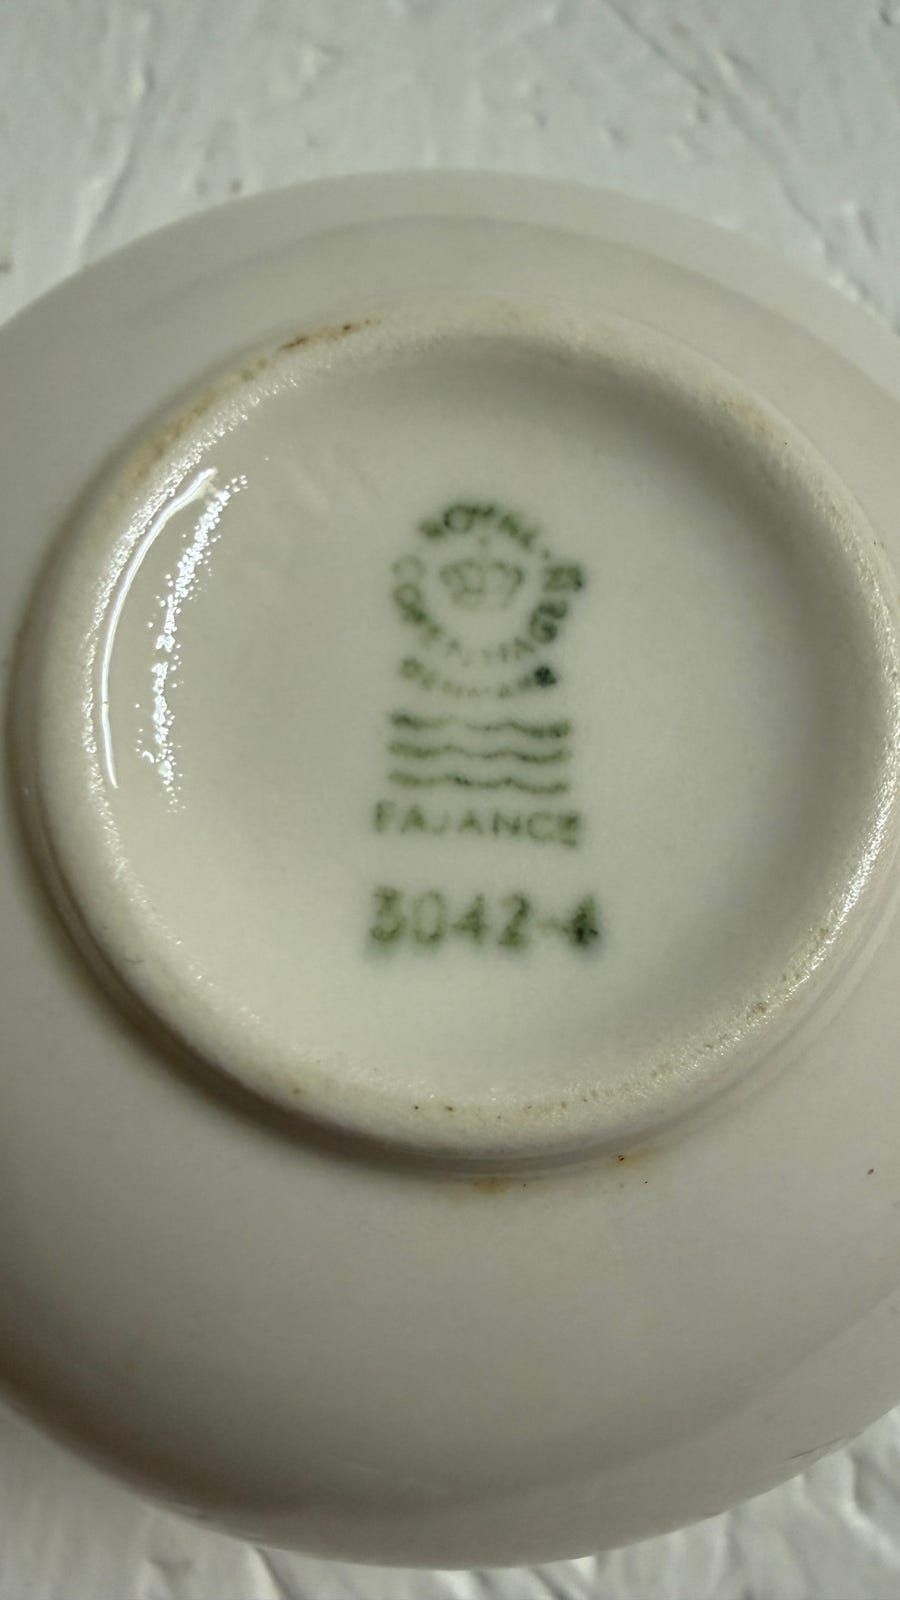 ROYAL
COPENHAGEN
DENMARK
FAJANCE
3042-4